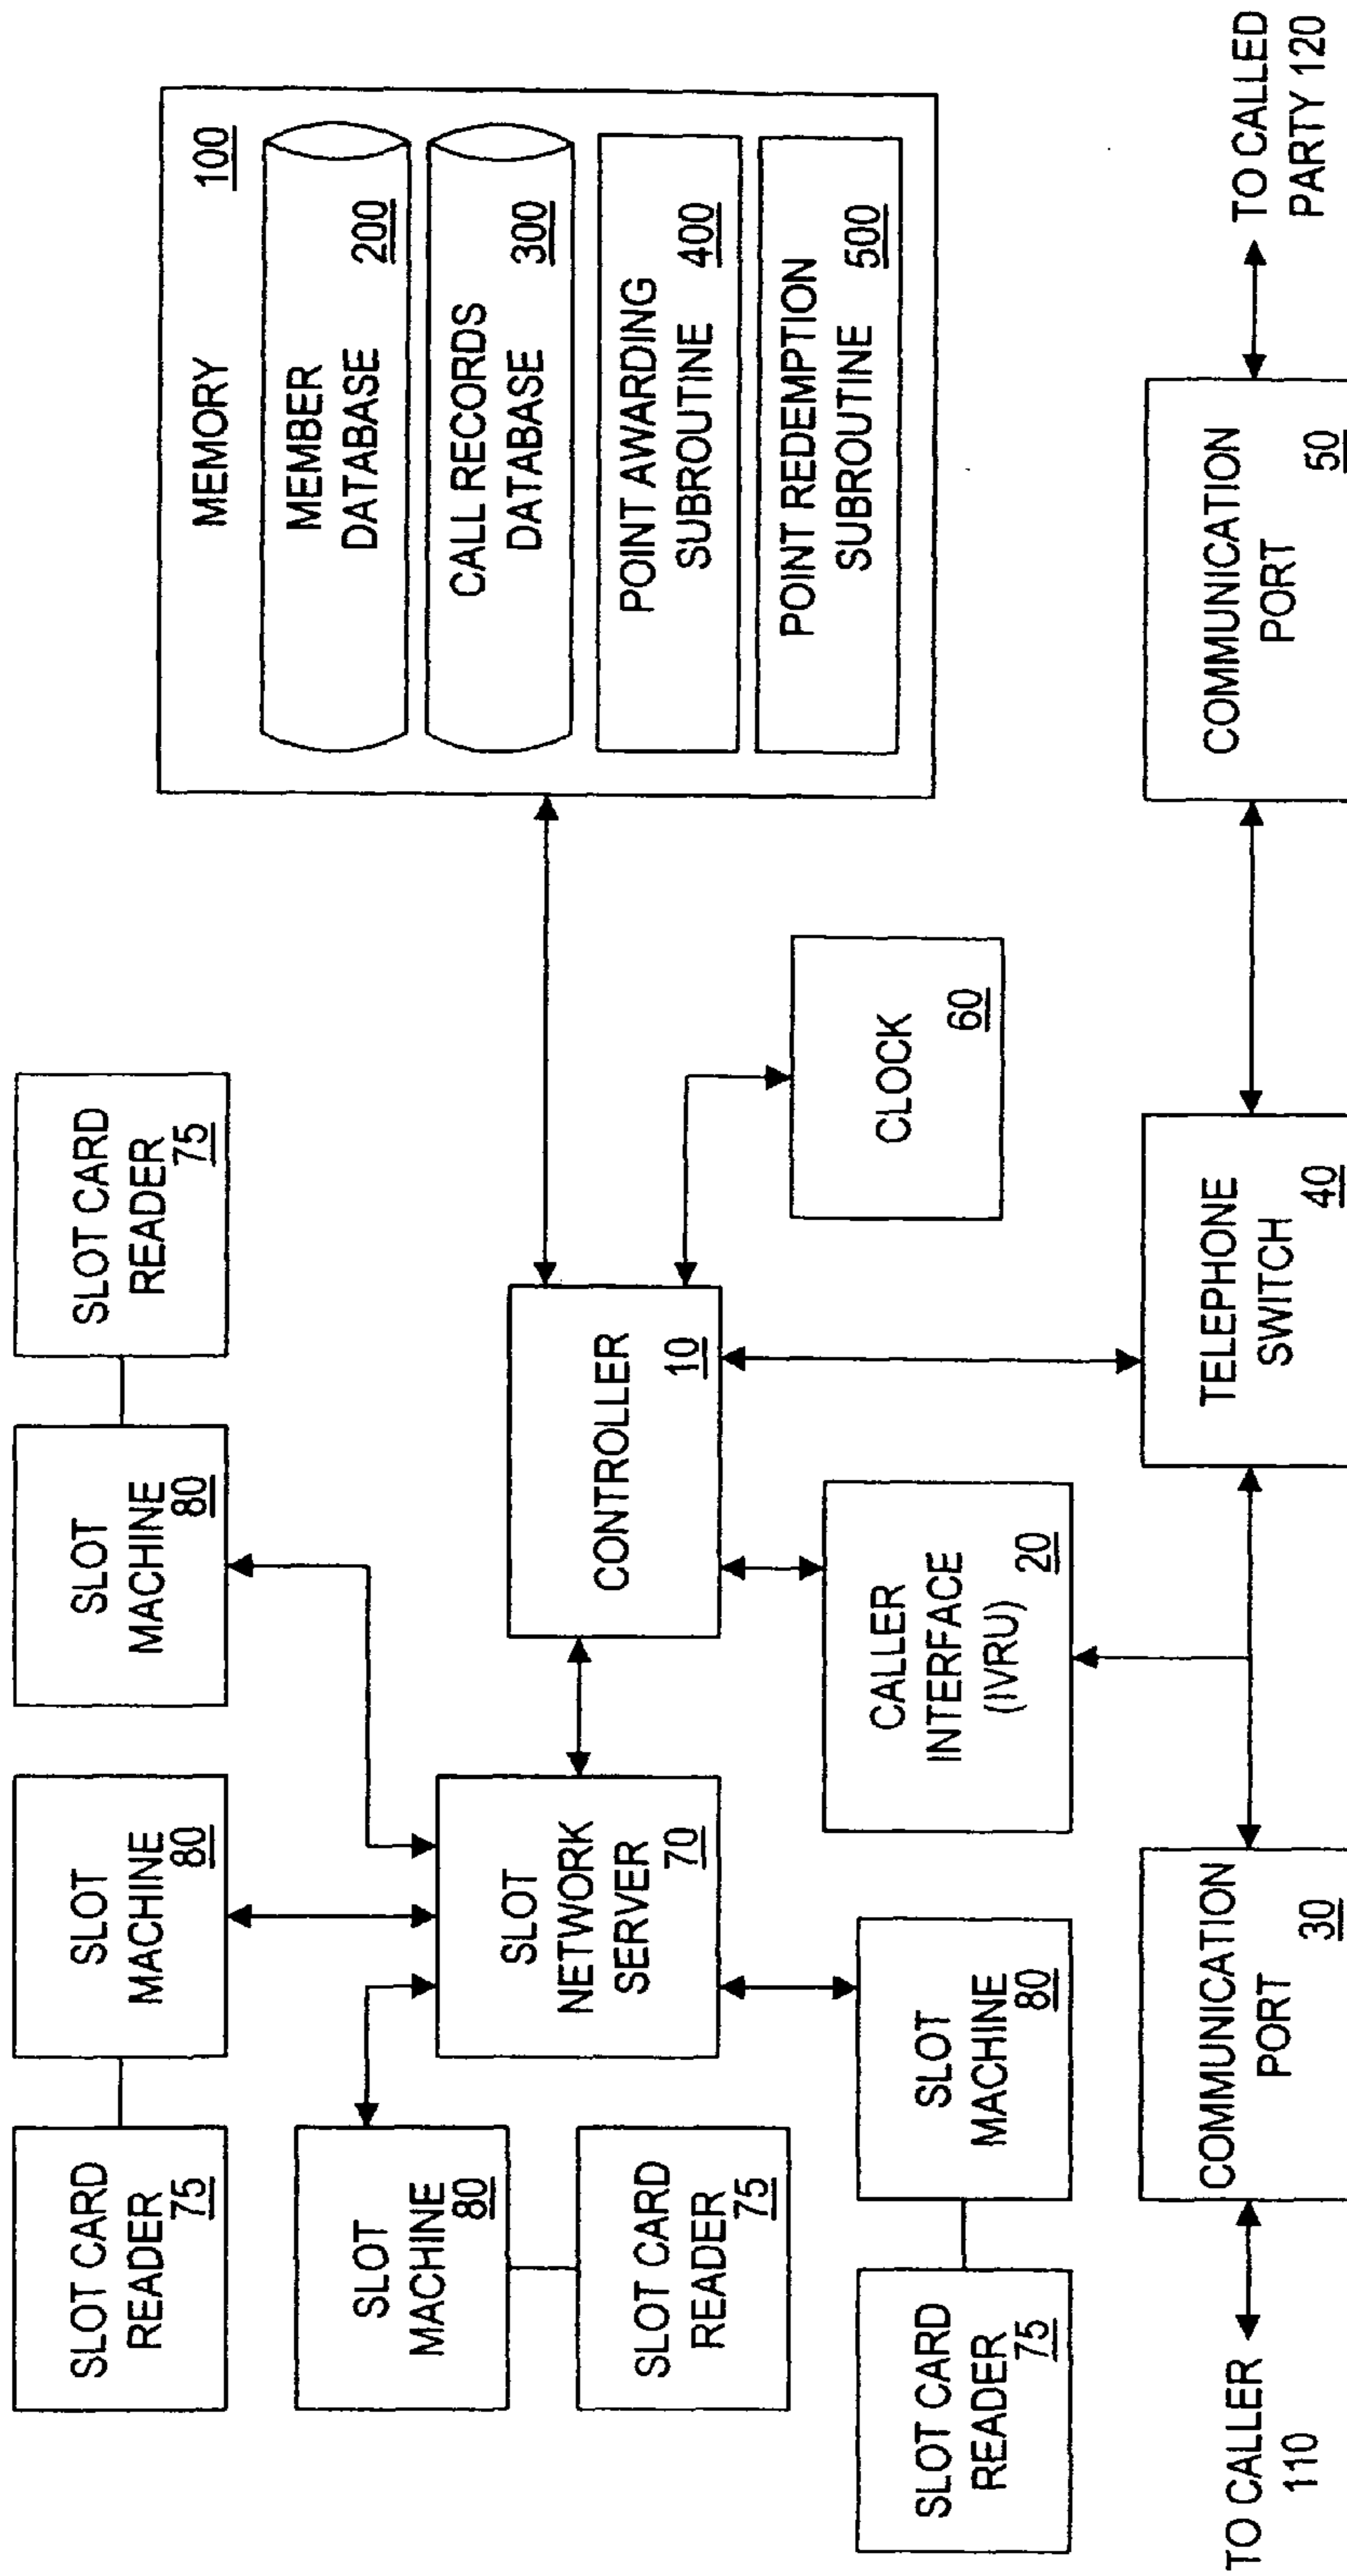 SLOT CARD
READER
75
SLOT
MACHINE
80
SLOT
MACHINE
80
SLOT CARD
READER
75
SLOT
MACHINE
80
SLOT CARD
READER
75
SLOT
NETWORK
SERVER
70
SLOT CARD
READER
75
SLOT
MACHINE
80
CONTROLLER
10
CALLER
INTERFACE
(IVRU)
20
CLOCK
60
MEMORY
100
MEMBER
DATABASE
200
CALL RECORDS
DATABASE
300
POINT AWARDING
SUBROUTINE
400
POINT REDEMPTION
SUBROUTINE
500
TO CALLER
110
COMMUNICATION
PORT
30
TELEPHONE
SWITCH
40
COMMUNICATION
PORT
50
TO CALLED
PARTY 120